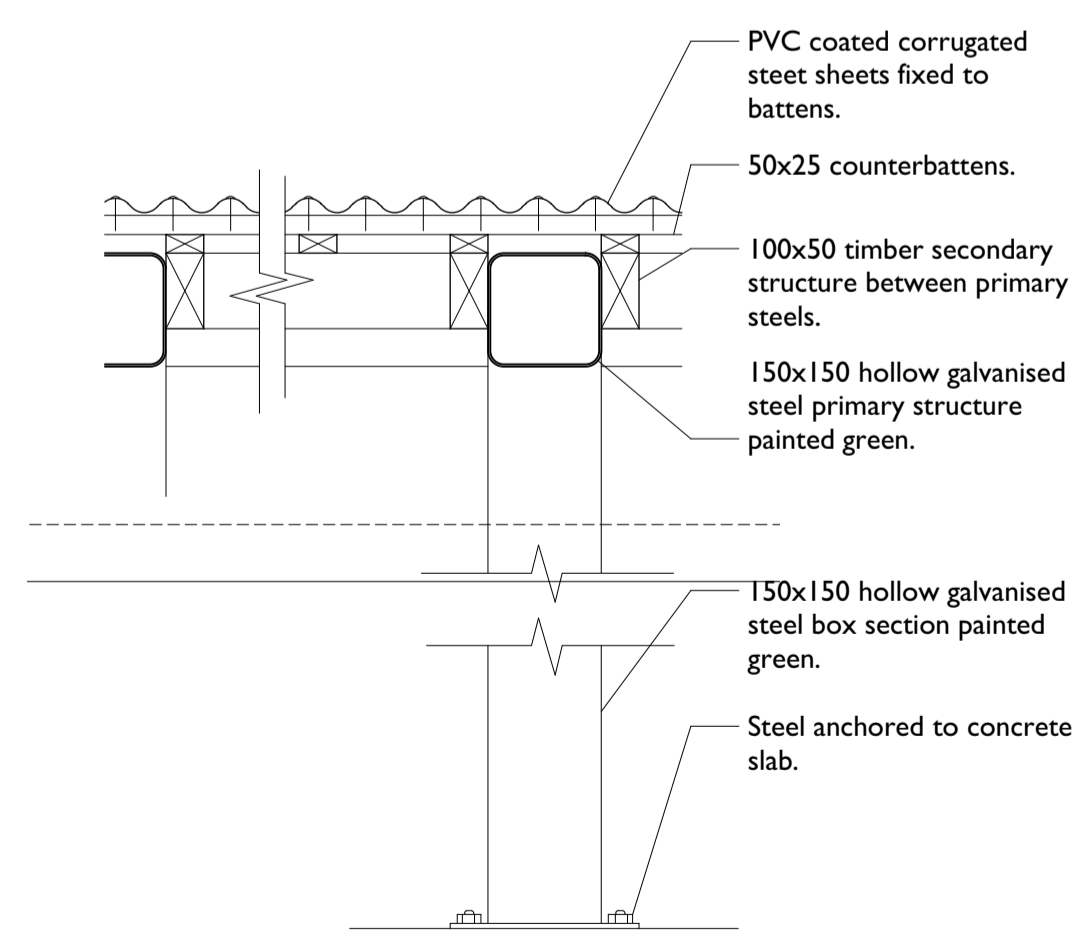 PVC coated corrugated
steet sheets fixed to
battens.
50x25 counterbattens.
100x50 timber secondary
structure between primary
steels.
150x150 hollow galvanised
steel primary structure
painted green.
150x150 hollow galvanised
steel box section painted
green.
Steel anchored to concrete
slab.